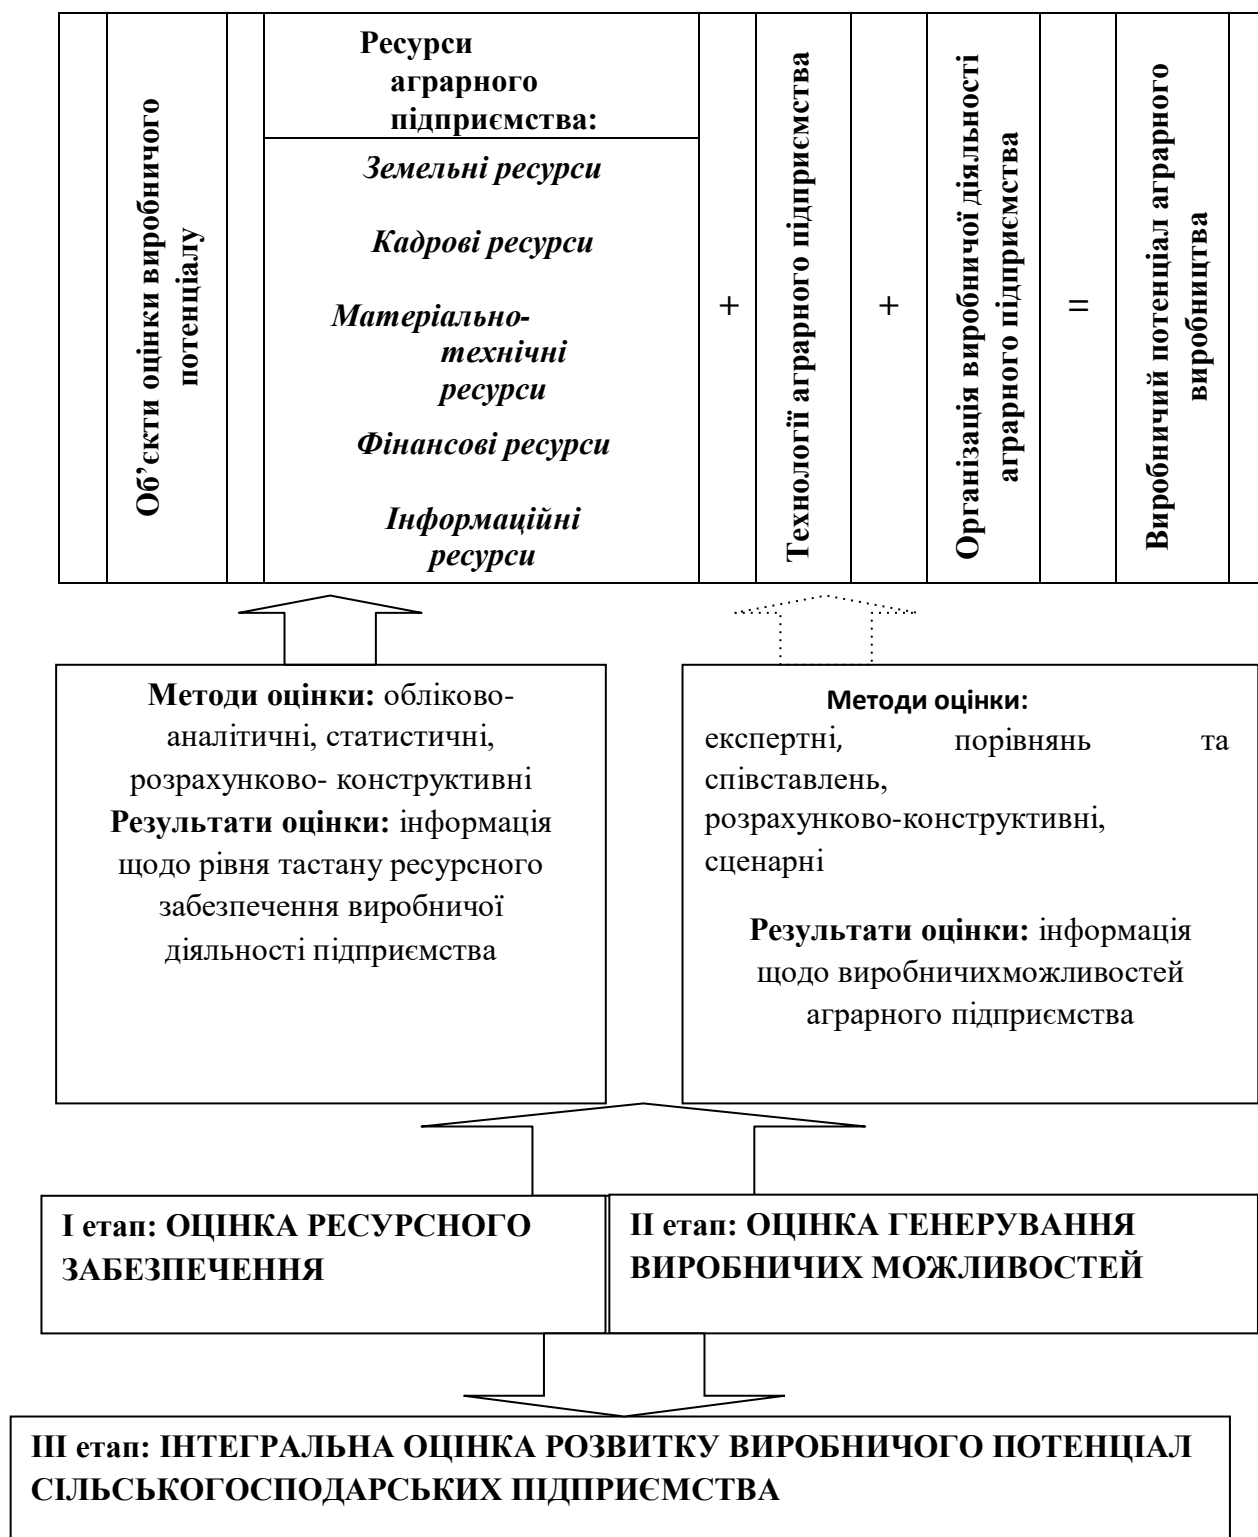 Об’єкти оцінки виробничого
потенціалу
Ресурси
аграрного
підприємства:
Земельні ресурси
Кадрові ресурси
Матеріально-
технічні
ресурси
Фінансові ресурси
Інформаційні
ресурси
+
Технології аграрного підприємства
+
Організація виробничої діяльності
аграрного підприємства
=
Виробничий потенціал аграрного
виробництва
Методи оцінки: обліково-
аналітичні, статистичні,
розрахунково- конструктивні
Результати оцінки: інформація
щодо рівня тастану ресурсного
забезпечення виробничої
діяльності підприємства
Методи оцінки:
експертні, порівнянь та
співставлень,
розрахунково-конструктивні,
сценарні
Результати оцінки: інформація
щодо виробничихможливостей
аграрного підприємства
І етап: ОЦІНКА РЕСУРСНОГО
ЗАБЕЗПЕЧЕННЯ
ІІ етап: ОЦІНКА ГЕНЕРУВАННЯ
ВИРОБНИЧИХ МОЖЛИВОСТЕЙ
ІІІ етап: ІНТЕГРАЛЬНА ОЦІНКА РОЗВИТКУ ВИРОБНИЧОГО ПОТЕНЦІАЛ
СІЛЬСЬКОГОСПОДАРСЬКИХ ПІДПРИЄМСТВА